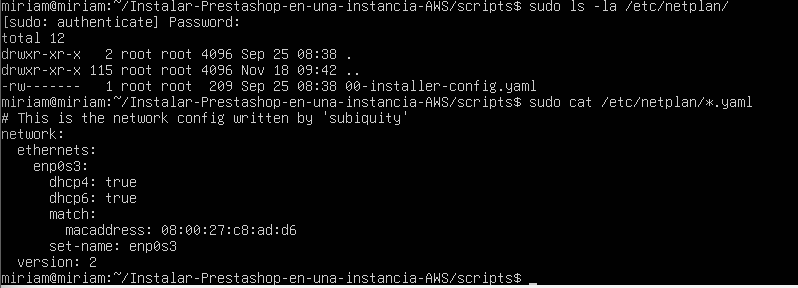 miriam@miriam:~/Instalar-Prestashop-en-una-instancia-AWS/scripts$ sudo ls -la /etc/netplan/
[sudo: authenticate] Password:
total 12
drwxr-xr-x   2 root root 4096 Sep 25 08:38 .
drwxr-xr-x 115 root root 4096 Nov 18 09:42 ..
-rw-------   1 root root  209 Sep 25 08:38 00-installer-config.yaml
miriam@miriam:~/Instalar-Prestashop-en-una-instancia-AWS/scripts$ sudo cat /etc/netplan/*.yaml
# This is the network config written by 'subiquity'
network:
  ethernets:
    enp0s3:
      dhcp4: true
      dhcp6: true
      match:
        macaddress: 08:00:27:c8:ad:d6
      set-name: enp0s3
  version: 2
miriam@miriam:~/Instalar-Prestashop-en-una-instancia-AWS/scripts$ _